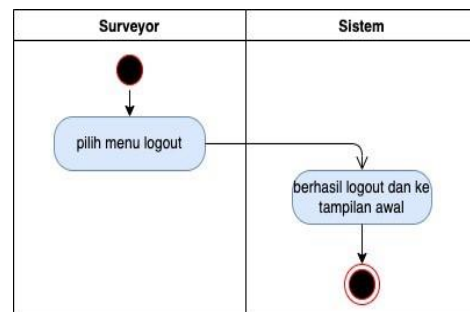 Surveyor
Sistem
pilih menu logout
berhasil logout dan ke
tampilan awal